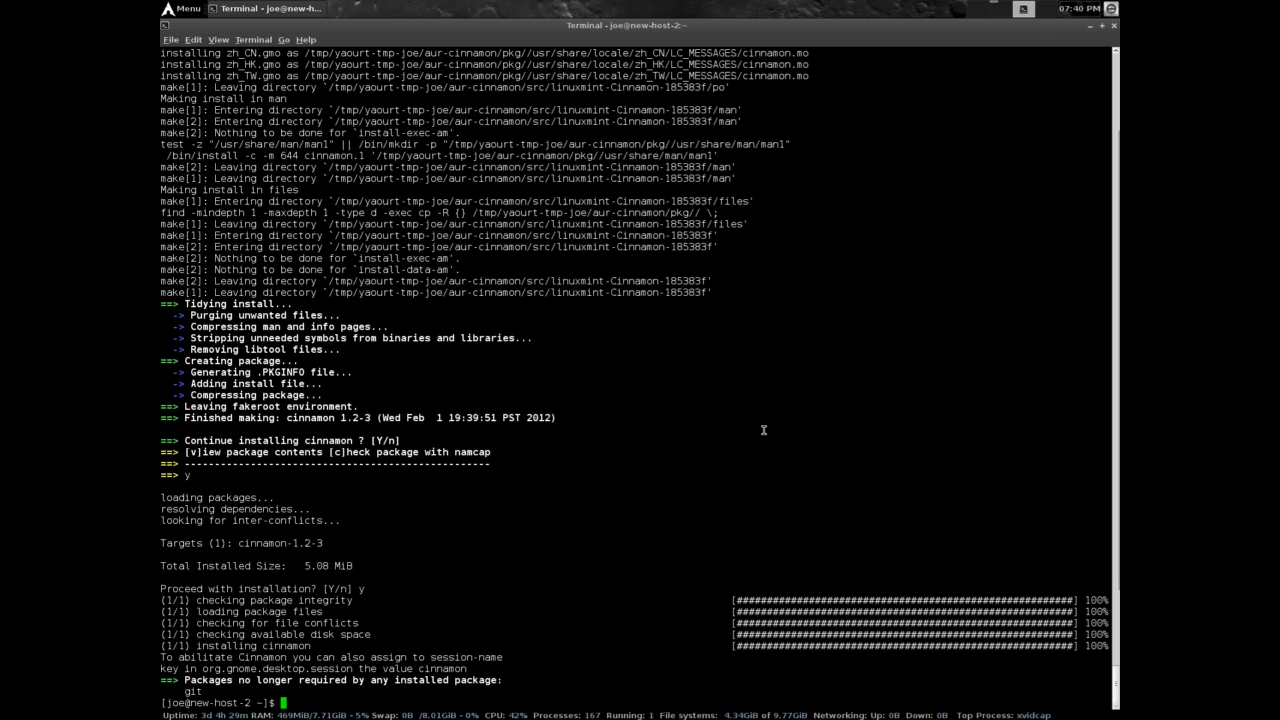 Menu Terminal - joe@new-h... 07:40 PM
Terminal - joe@new-host-2:~
File Edit View Terminal Go Help
installing zh_CN.gmo as /tmp/yaourt-tmp-joe/aur-cinnamon/pkg//usr/share/locale/zh_CN/LC_MESSAGES/cinnamon.mo
installing zh_HK.gmo as /tmp/yaourt-tmp-joe/aur-cinnamon/pkg//usr/share/locale/zh_HK/LC_MESSAGES/cinnamon.mo
installing zh_TW.gmo as /tmp/yaourt-tmp-joe/aur-cinnamon/pkg//usr/share/locale/zh_TW/LC_MESSAGES/cinnamon.mo
make[1]: Leaving directory `/tmp/yaourt-tmp-joe/aur-cinnamon/src/linuxmint-Cinnamon-185383f/po'
Making install in man
make[1]: Entering directory `/tmp/yaourt-tmp-joe/aur-cinnamon/src/linuxmint-Cinnamon-185383f/man'
make[2]: Entering directory `/tmp/yaourt-tmp-joe/aur-cinnamon/src/linuxmint-Cinnamon-185383f/man'
make[2]: Nothing to be done for `install-exec-am'.
test -z "/usr/share/man/man1" || /bin/mkdir -p "/tmp/yaourt-tmp-joe/aur-cinnamon/pkg//usr/share/man/man1"
/bin/install -c -m 644 cinnamon.1 '/tmp/yaourt-tmp-joe/aur-cinnamon/pkg//usr/share/man/man1'
make[2]: Leaving directory `/tmp/yaourt-tmp-joe/aur-cinnamon/src/linuxmint-Cinnamon-185383f/man'
make[1]: Leaving directory `/tmp/yaourt-tmp-joe/aur-cinnamon/src/linuxmint-Cinnamon-185383f/man'
Making install in files
make[1]: Entering directory `/tmp/yaourt-tmp-joe/aur-cinnamon/src/linuxmint-Cinnamon-185383f/files'
find -mindepth 1 -maxdepth 1 -type d -exec cp -R {} /tmp/yaourt-tmp-joe/aur-cinnamon/pkg// \;
make[1]: Leaving directory `/tmp/yaourt-tmp-joe/aur-cinnamon/src/linuxmint-Cinnamon-185383f/files'
make[1]: Entering directory `/tmp/yaourt-tmp-joe/aur-cinnamon/src/linuxmint-Cinnamon-185383f'
make[2]: Entering directory `/tmp/yaourt-tmp-joe/aur-cinnamon/src/linuxmint-Cinnamon-185383f'
make[2]: Nothing to be done for `install-exec-am'.
make[2]: Nothing to be done for `install-data-am'.
make[2]: Leaving directory `/tmp/yaourt-tmp-joe/aur-cinnamon/src/linuxmint-Cinnamon-185383f'
make[1]: Leaving directory `/tmp/yaourt-tmp-joe/aur-cinnamon/src/linuxmint-Cinnamon-185383f'
==> Tidying install...
-> Purging unwanted files...
-> Compressing man and info pages...
-> Stripping unneeded symbols from binaries and libraries...
-> Removing libtool files...
==> Creating package...
-> Generating .PKGINFO file...
-> Adding install file...
-> Compressing package...
==> Leaving fakeroot environment.
==> Finished making: cinnamon 1.2-3 (Wed Feb  1 19:39:51 PST 2012)
==> Continue installing cinnamon ? [Y/n]
==> [v]iew package contents [c]heck package with namcap
==> ---------------------------------------------------
==> y
loading packages...
resolving dependencies...
looking for inter-conflicts...
Targets (1): cinnamon-1.2-3
Total Installed Size:   5.08 MiB
Proceed with installation? [Y/n] y
(1/1) checking package integrity [########################################################] 100%
(1/1) loading package files [########################################################] 100%
(1/1) checking for file conflicts [########################################################] 100%
(1/1) checking available disk space [########################################################] 100%
(1/1) installing cinnamon [########################################################] 100%
To abilitate Cinnamon you can also assign to session-name
key in org.gnome.desktop.session the value cinnamon
==> Packages no longer required by any installed package:
git
[joe@new-host-2 ~]$
Uptime: 3d 4h 29m RAM: 469MiB/7.71GiB - 5% Swap: 0B /8.01GiB - 0% CPU: 42% Processes: 167 Running: 1 File systems: 4.34GiB of 9.77GiB Networking: Up: 0B Down: 0B Top Process: xvidcap